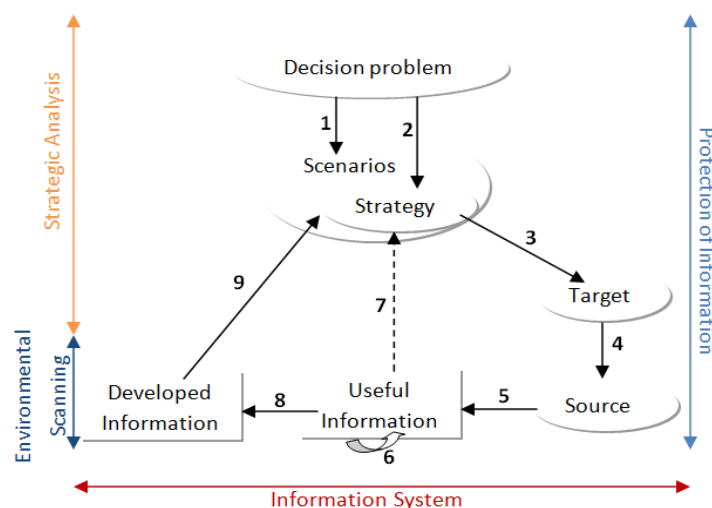 Decision problem
1
2
Scenarios
Strategy
3
9
7
Target
4
Developed
Information
8
Useful
Information
5
Source
6
Strategic Analysis
Environmental
Scanning
Protection of Information
Information System